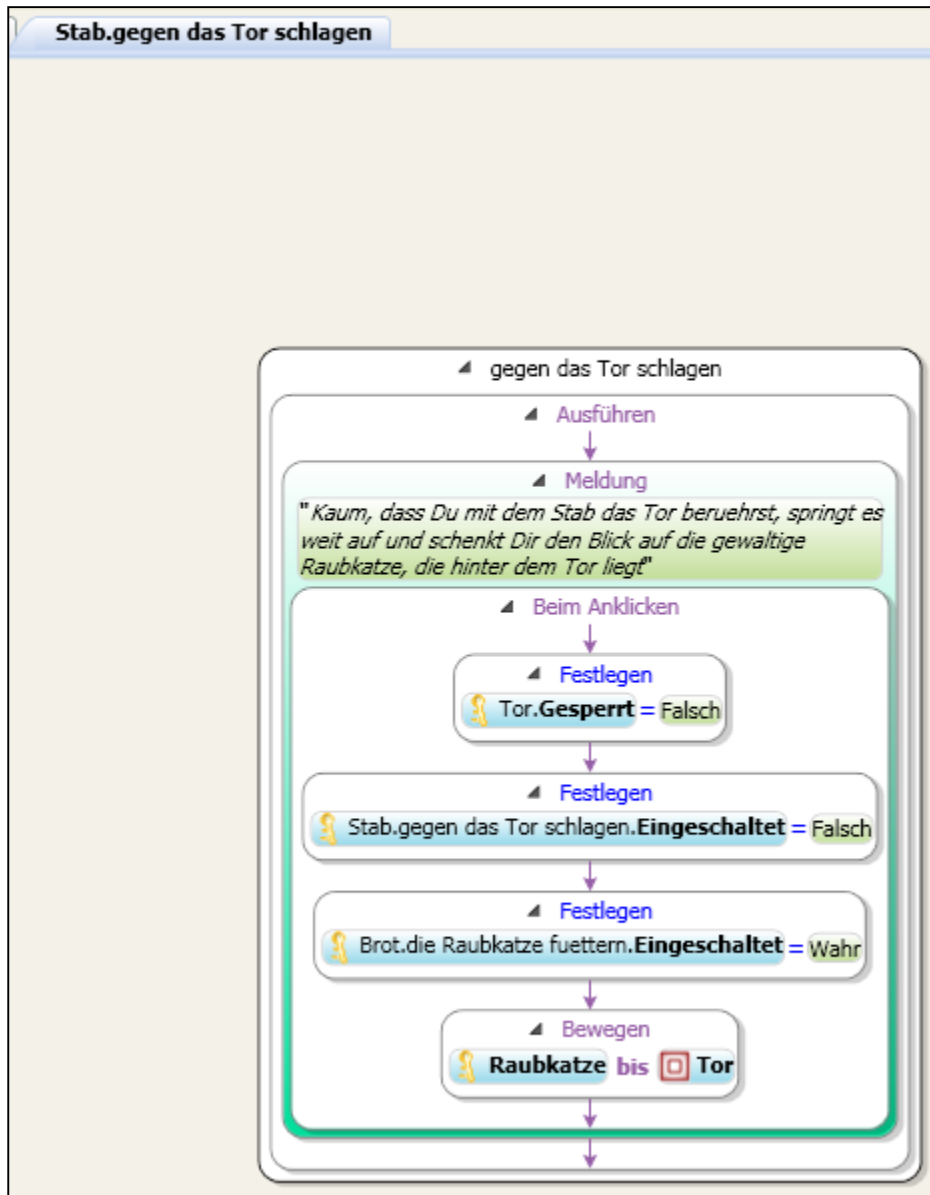 Stab.gegen das Tor schlagen
gegen das Tor schlagen
Ausführen
Meldung
"Kaum, dass Du mit dem Stab das Tor beruehrst, springt es
weit auf und schenkt Dir den Blick auf die gewaltige
Raubkatze, die hinter dem Tor liegt"
Beim Anklicken
Festlegen
Tor.Gesperrt = Falsch
Festlegen
Stab.gegen das Tor schlagen.Eingeschaltet = Falsch
Festlegen
Brot.die Raubkatze fuettern.Eingeschaltet = Wahr
Bewegen
Raubkatze bis Tor